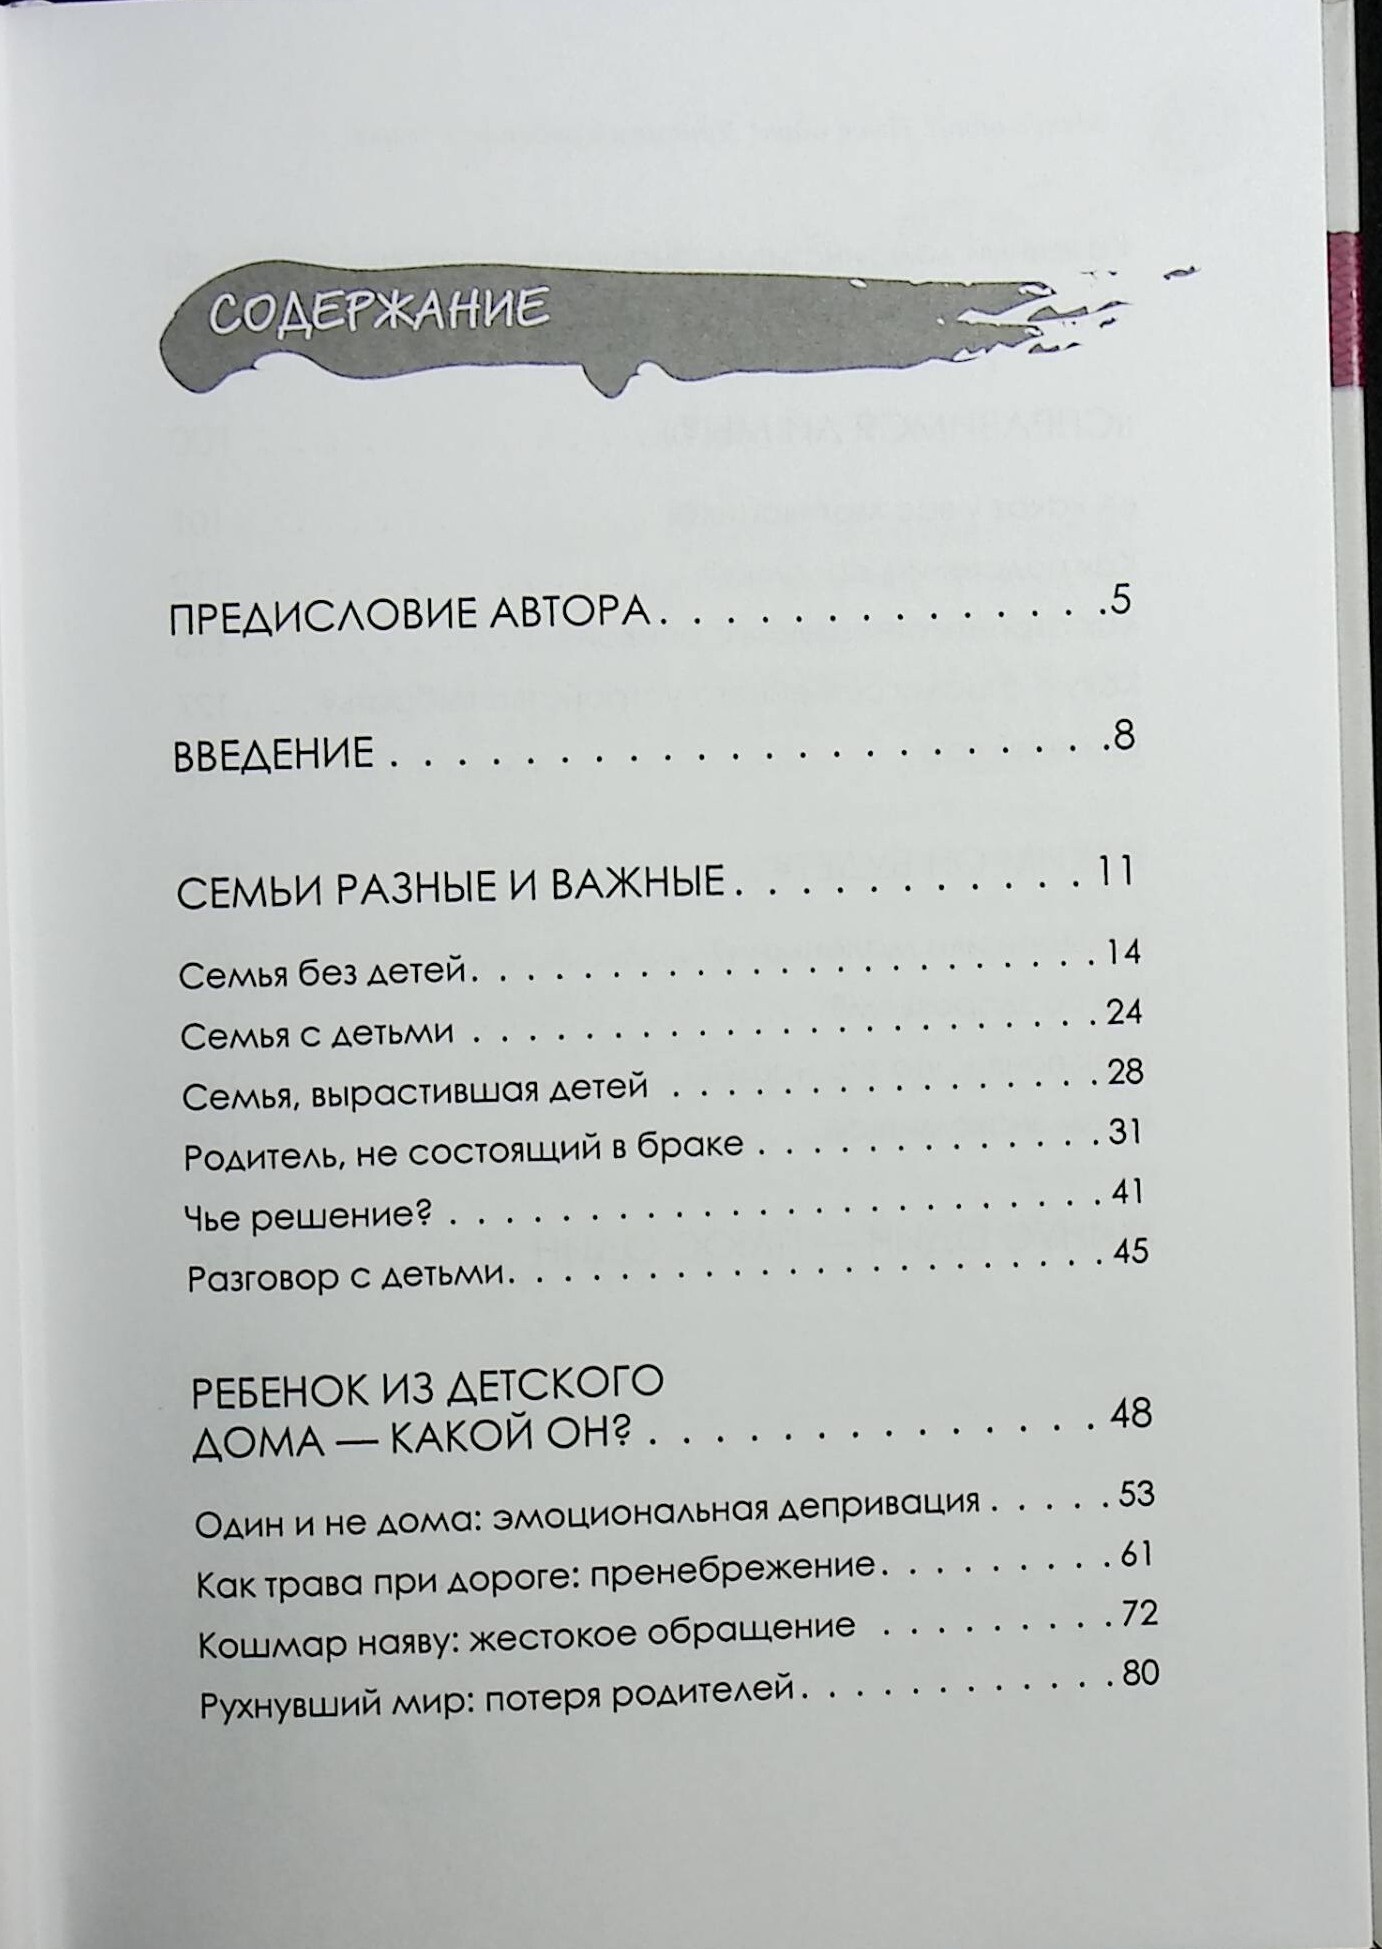 СОДЕРЖАНИЕ
ПРЕДИСЛОВИЕ АВТОРА. . . . . . . . . . . . . .5
ВВЕДЕНИЕ . . . . . . . . . . . . . . . . . . . . . .8
СЕМЬИ РАЗНЫЕ И ВАЖНЫЕ. . . . . . . . . . . 11
Семья без детей. . . . . . . . . . . . . . . . . . . . . . 14
Семья с детьми . . . . . . . . . . . . . . . . . . . . . . 24
Семья, вырастившая детей . . . . . . . . . . . . . . . 28
Родитель, не состоящий в браке . . . . . . . . . . . . 31
Чье решение? . . . . . . . . . . . . . . . . . . . . . . . 41
Разговор с детьми. . . . . . . . . . . . . . . . . . . . . 45
РЕБЕНОК ИЗ ДЕТСКОГО
ДОМА — КАКОЙ ОН? . . . . . . . . . . . . . . 48
Один и не дома: эмоциональная депривация . . . . . 53
Как трава при дороге: пренебрежение. . . . . . . . . 61
Кошмар наяву: жестокое обращение . . . . . . . . . 72
Рухнувший мир: потеря родителей. . . . . . . . . . . . 80